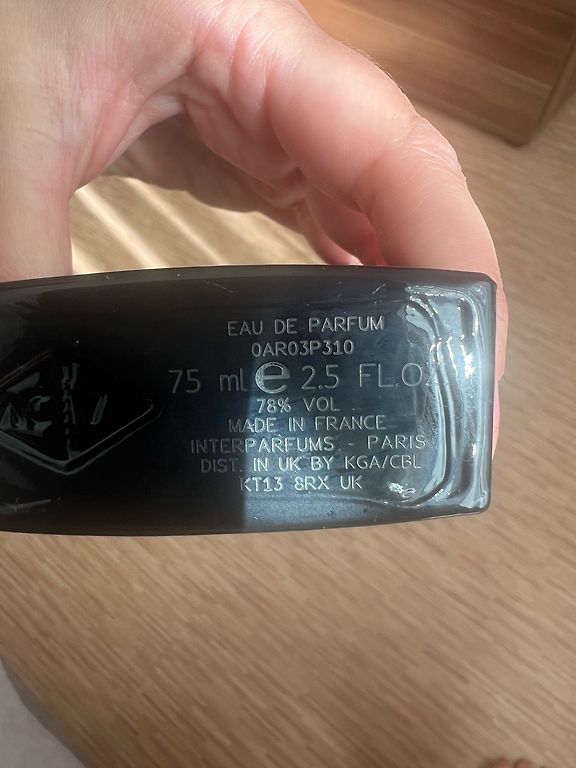 EAU DE PARFUM
0AR03P310
75 ml e 2.5 FL.OZ
78% VOL .
MADE IN FRANCE
INTERPARFUMS - PARIS
DIST. IN UK BY KGA/CBL
KT13 8RX UK